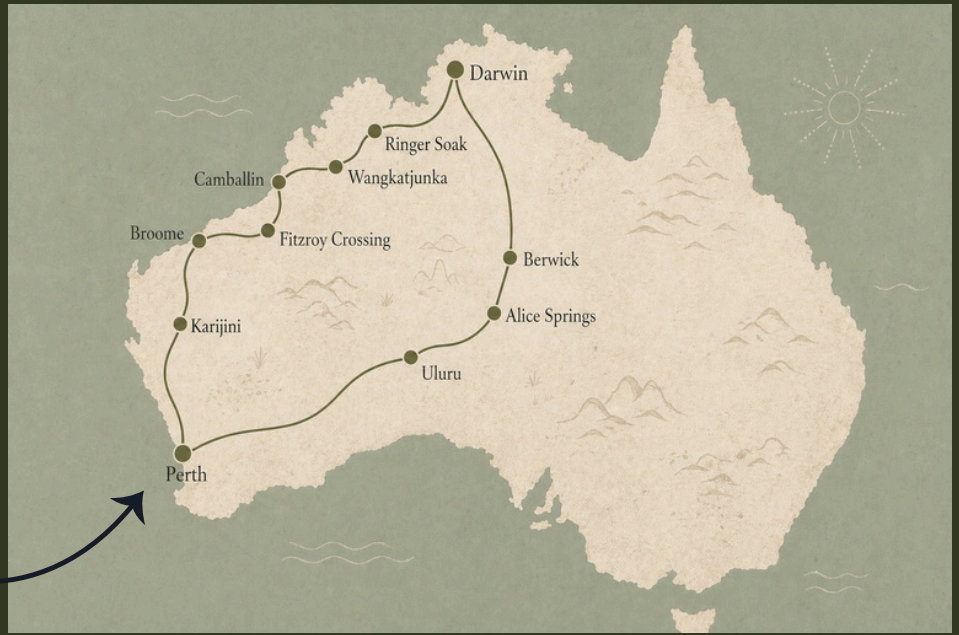 Darwin
Ringer Soak
Wangkatjunka
Camballin
Broome
Fitzroy Crossing
Berwick
Alice Springs
Karijini
Uluru
Perth